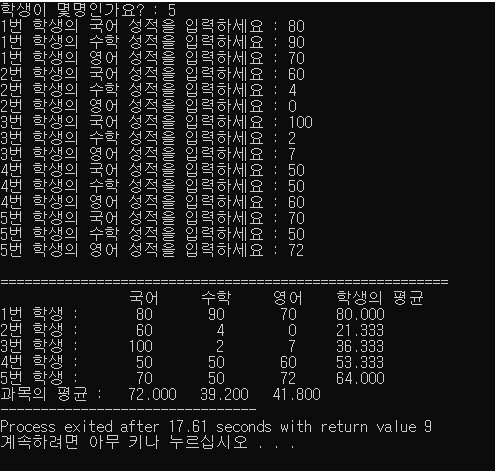 학생이 몇명인가요? : 5
1번 학생의 국어 성적을 입력하세요 : 80
1번 학생의 수학 성적을 입력하세요 : 90
1번 학생의 영어 성적을 입력하세요 : 70
2번 학생의 국어 성적을 입력하세요 : 60
2번 학생의 수학 성적을 입력하세요 : 4
2번 학생의 영어 성적을 입력하세요 : 0
3번 학생의 국어 성적을 입력하세요 : 100
3번 학생의 수학 성적을 입력하세요 : 2
3번 학생의 영어 성적을 입력하세요 : 7
4번 학생의 국어 성적을 입력하세요 : 50
4번 학생의 수학 성적을 입력하세요 : 50
4번 학생의 영어 성적을 입력하세요 : 60
5번 학생의 국어 성적을 입력하세요 : 70
5번 학생의 수학 성적을 입력하세요 : 50
5번 학생의 영어 성적을 입력하세요 : 72
========================================================
국어 수학 영어 학생의 평균
1번 학생 : 80 90 70 80.000
2번 학생 : 60 4 0 21.333
3번 학생 : 100 2 7 36.333
4번 학생 : 50 50 60 53.333
5번 학생 : 70 50 72 64.000
과목의 평균 : 72.000 39.200 41.800
--------------------------------
Process exited after 17.61 seconds with return value 9
계속하려면 아무 키나 누르십시오 . . .